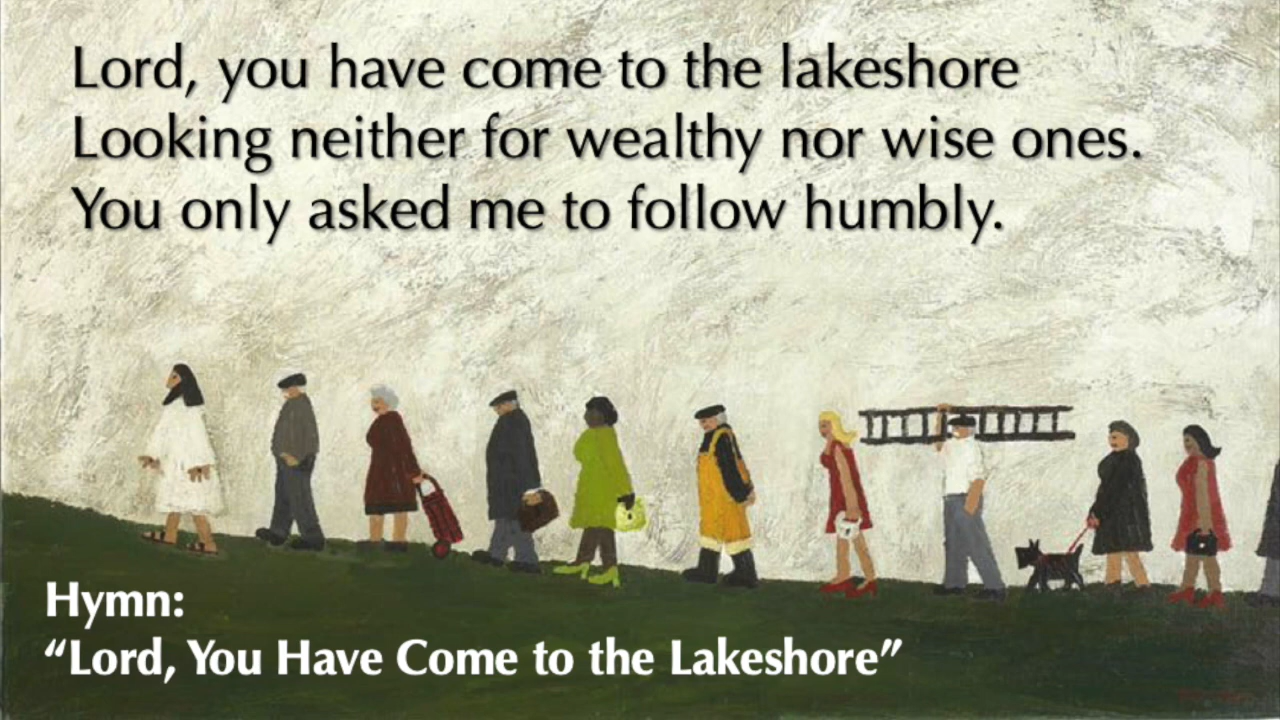 Lord, you have come to the lakeshore
Looking neither for wealthy nor wise ones.
You only asked me to follow humbly.
Hymn:
“Lord, You Have Come to the Lakeshore”